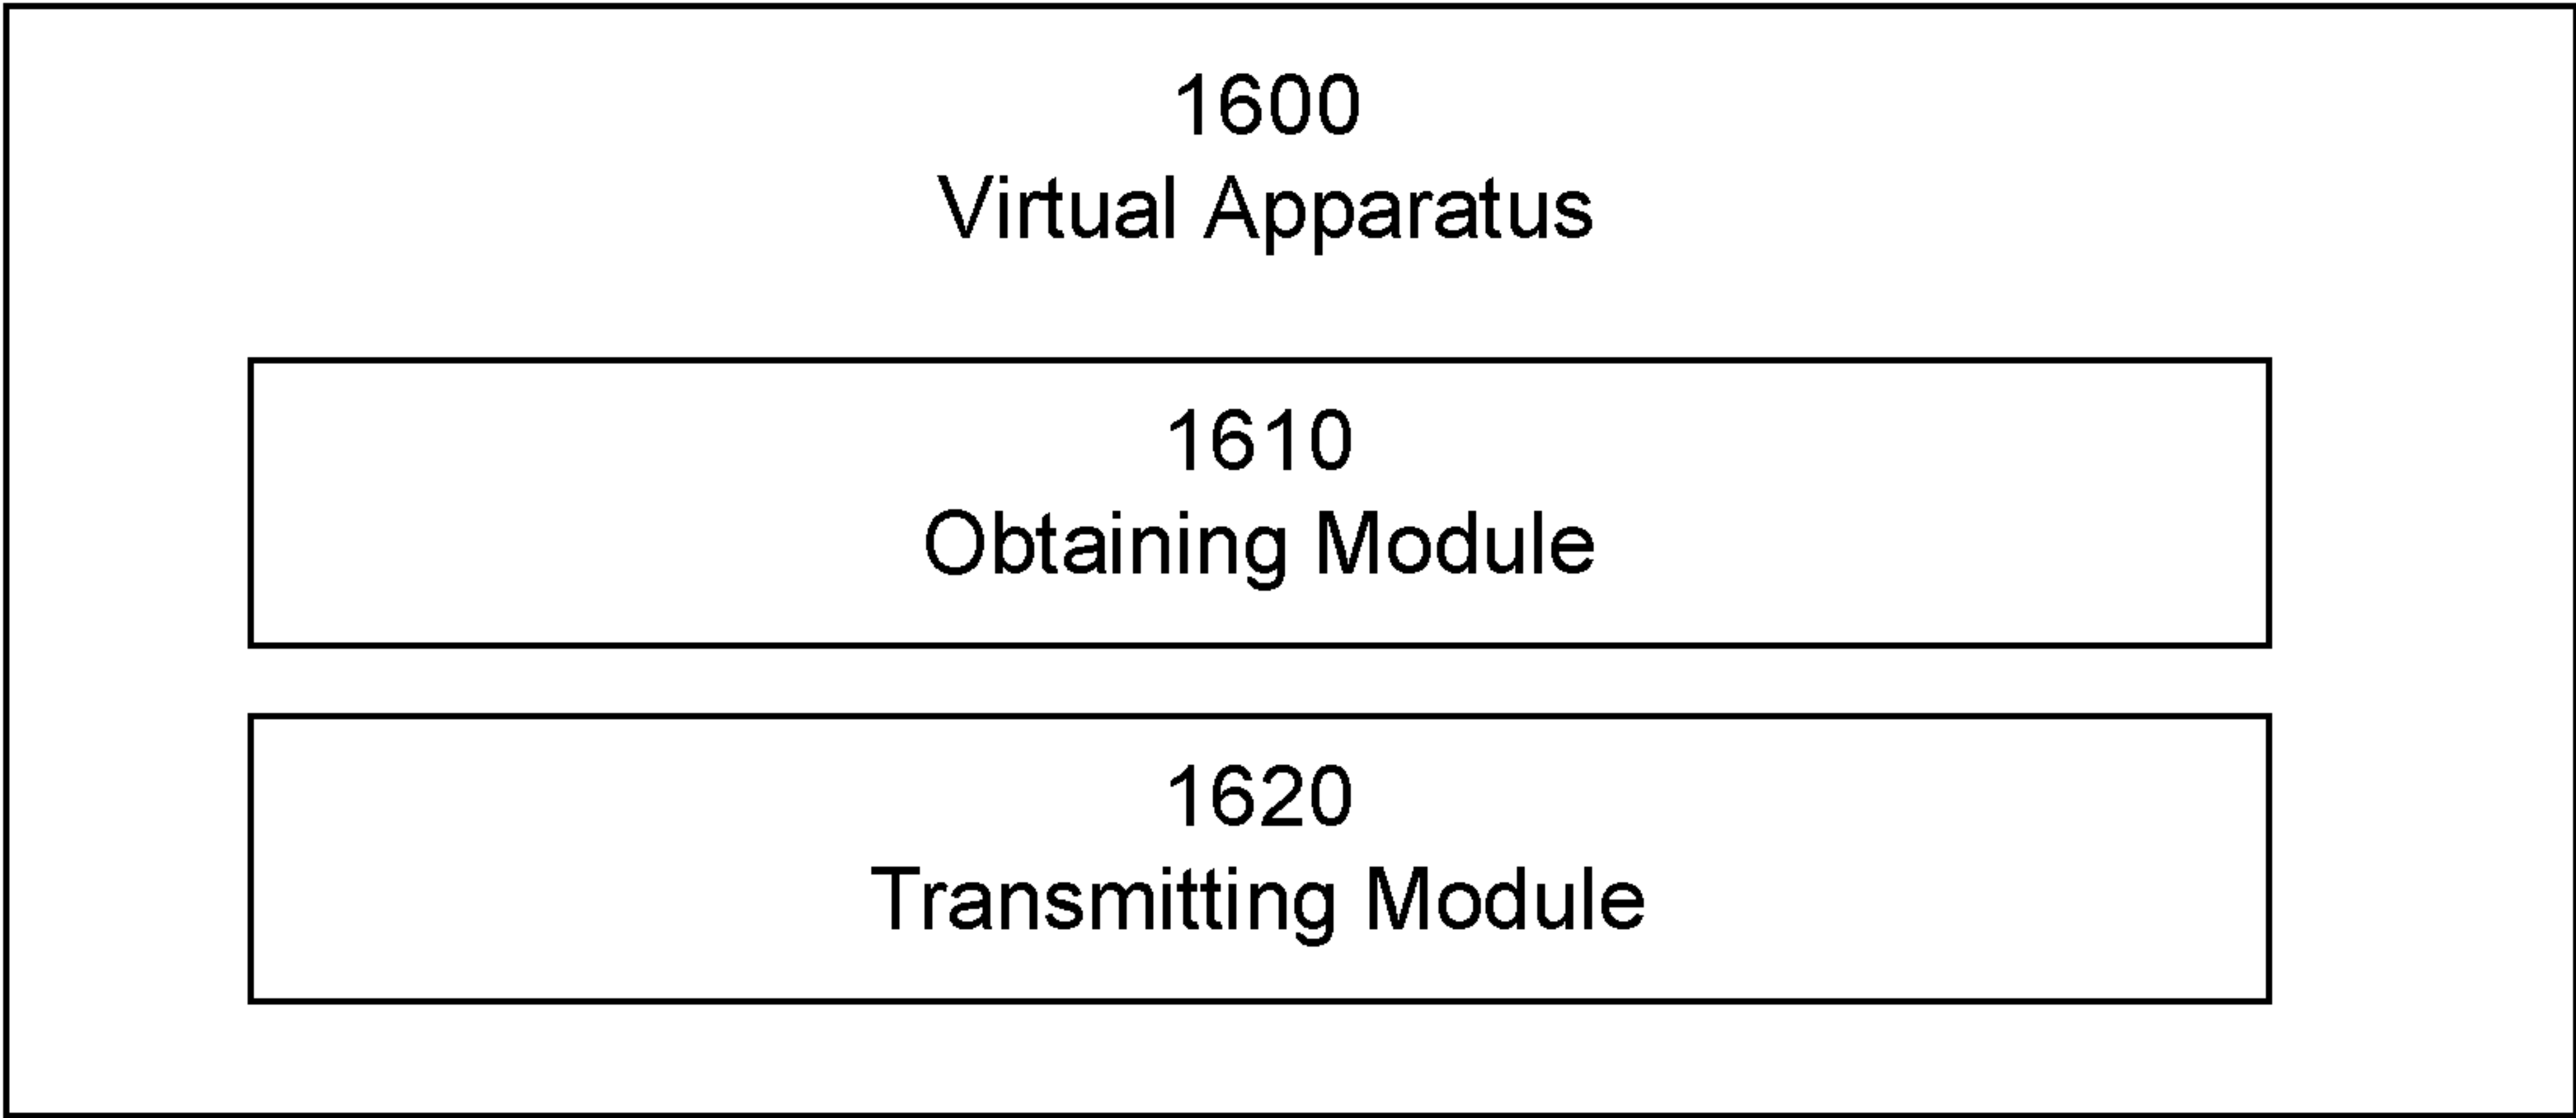 1600
Virtual Apparatus
1610
Obtaining Module
1620
Transmitting Module